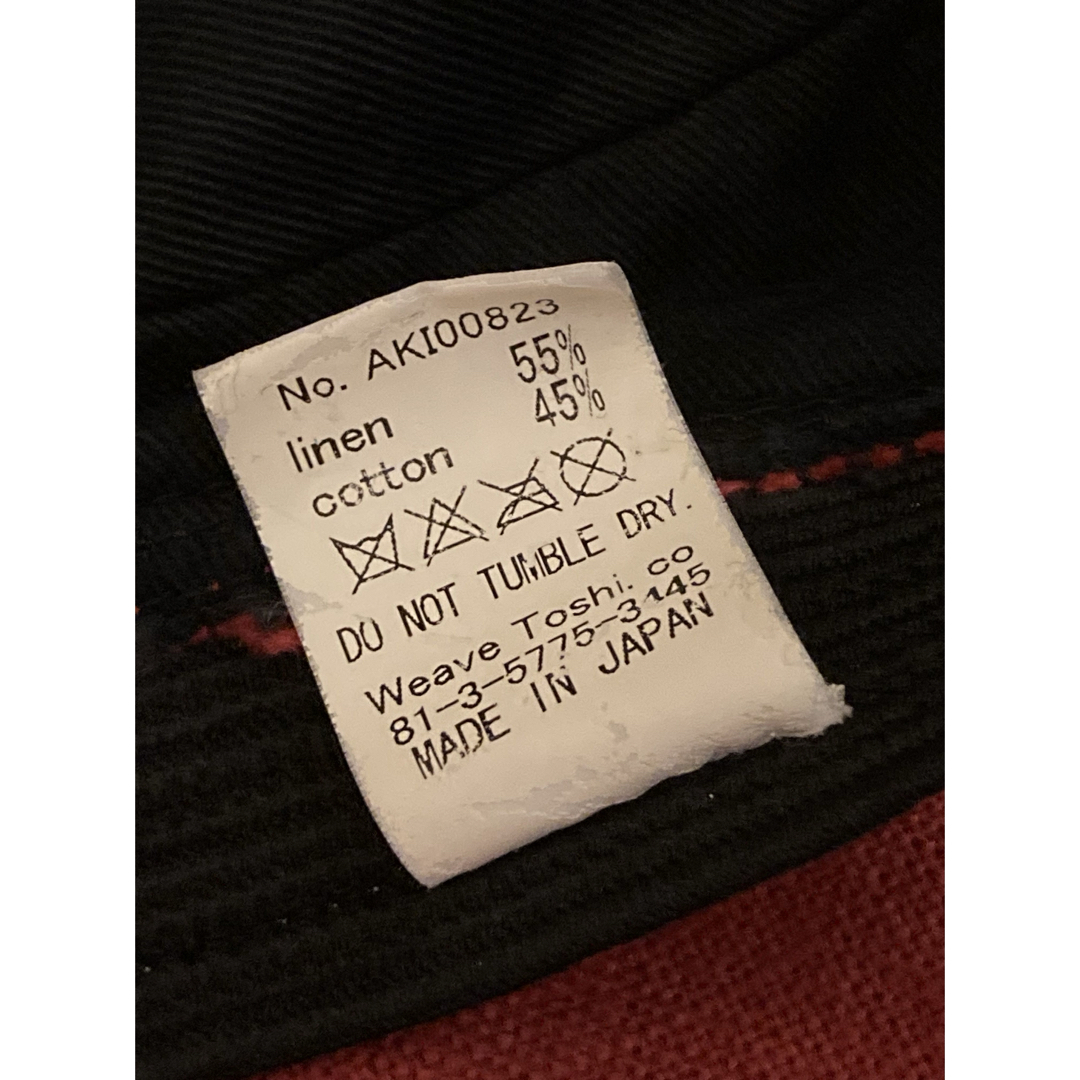 No. AKI00823
linen 55%
cotton 45%
DO NOT TUMBLE DRY.
Weave Toshi. co
81-3-5775-3445
MADE IN JAPAN